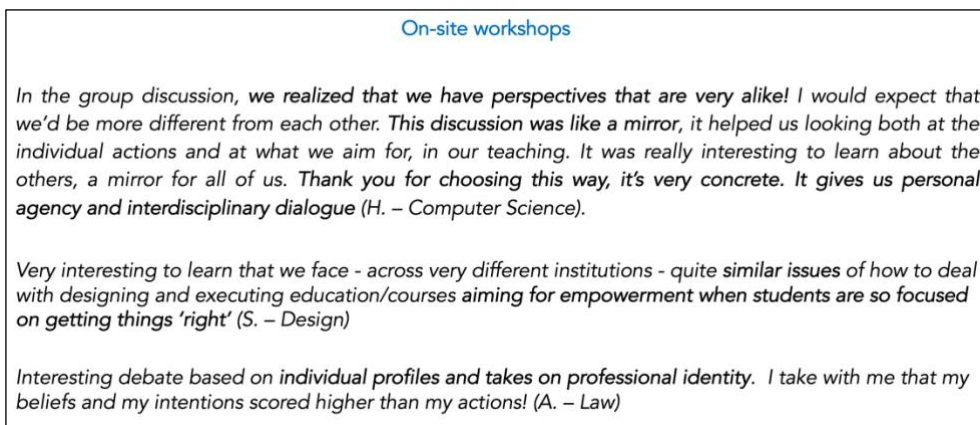 On-site workshops
In the group discussion, we realized that we have perspectives that are very alike! I would expect that
we'd be more different from each other. This discussion was like a mirror, it helped us looking both at the
individual actions and at what we aim for, in our teaching. It was really interesting to learn about the
others, a mirror for all of us. Thank you for choosing this way, it's very concrete. It gives us personal
agency and interdisciplinary dialogue (H. – Computer Science).
Very interesting to learn that we face - across very different institutions - quite similar issues of how to deal
with designing and executing education/courses aiming for empowerment when students are so focused
on getting things 'right' (S. – Design)
Interesting debate based on individual profiles and takes on professional identity.  I take with me that my
beliefs and my intentions scored higher than my actions! (A. – Law)